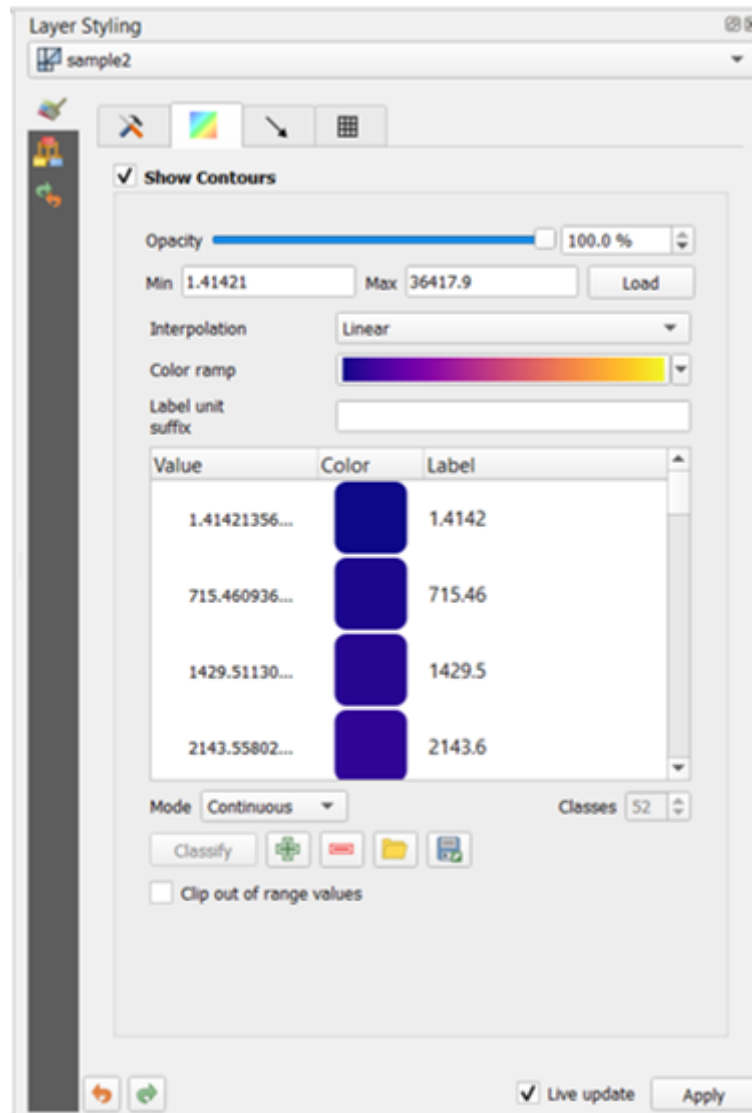 Layer Styling
sample2
Show Contours
Opacity 100.0 %
Min 1.41421 Max 36417.9 Load
Interpolation Linear
Color ramp
Label unit
suffix
Value Color Label
1.41421356... 1.4142
715.460936... 715.46
1429.51130... 1429.5
2143.55802... 2143.6
Mode Continuous Classes 52
Classify
Clip out of range values
Live update Apply